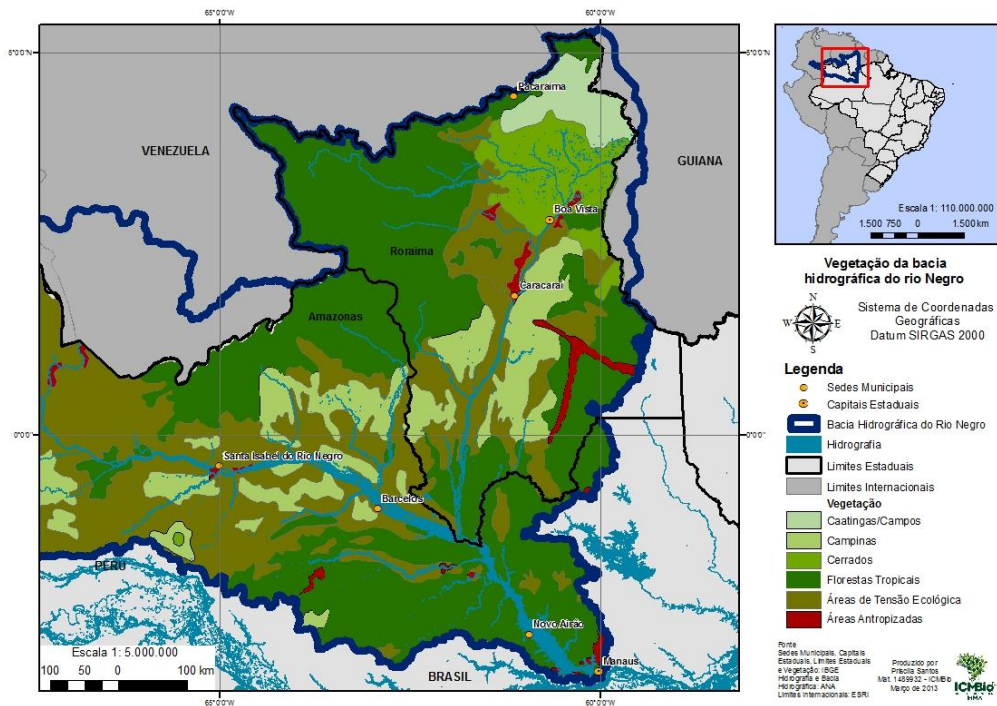 65°0'0"W
60°0'0"W
5°0'0"N
5°0'0"N
Pacaraima
VENEZUELA
GUIANA
Boa Vista
Roraima
Caracaraí
Amazonas
0°0'0"
0°0'0"
Santa Isabel do Rio Negro
Barcelos
PERU
Novo Airão
Manaus
BRASIL
Escala 1: 5.000.000
100 50 0 100 km
65°0'0"W
60°0'0"W
Escala 1: 110.000.000
1.500 750 0 1.500 km
Vegetação da bacia
hidrográfica do rio Negro
N
W E
S
Sistema de Coordenadas
Geográficas
Datum SIRGAS 2000
Legenda
Sedes Municipais
Capitais Estaduais
Bacia Hidrográfica do Rio Negro
Hidrografia
Limites Estaduais
Limites Internacionais
Vegetação
Caatingas/Campos
Campinas
Cerrados
Florestas Tropicais
Áreas de Tensão Ecológica
Áreas Antropizadas
Fonte
Sedes Municipais, Capitais
Estaduais, Limites Estaduais
e Vegetação: IBGE
Hidrografia e Bacia
Hidrográfica: ANA
Limites Internacionais: ESRI
Produzido por
Priscila Santos
Mat. 1489932 - ICMBio
Março de 2013
ICMBio
MMA